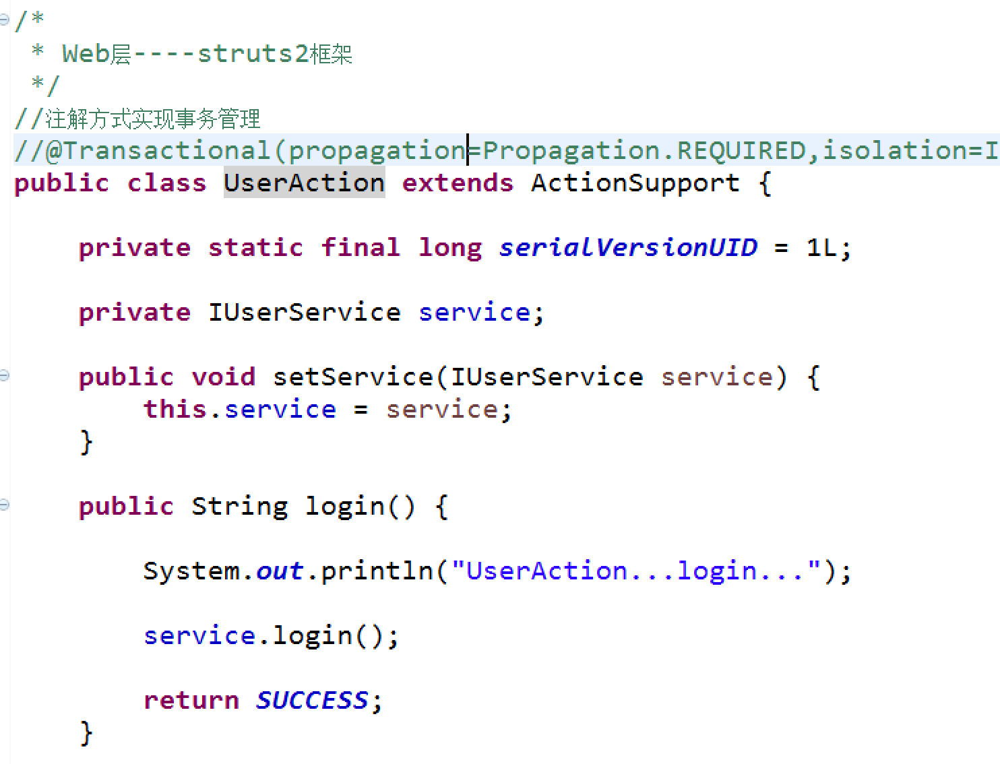 /*
 * Web层----struts2框架
 */
//注解方式实现事务管理
//@Transactional(propagation=Propagation.REQUIRED,isolation=I
public class UserAction extends ActionSupport {
    private static final long serialVersionUID = 1L;
    private IUserService service;
    public void setService(IUserService service) {
        this.service = service;
    }
    public String login() {
        System.out.println("UserAction...login...");
        service.login();
        return SUCCESS;
    }